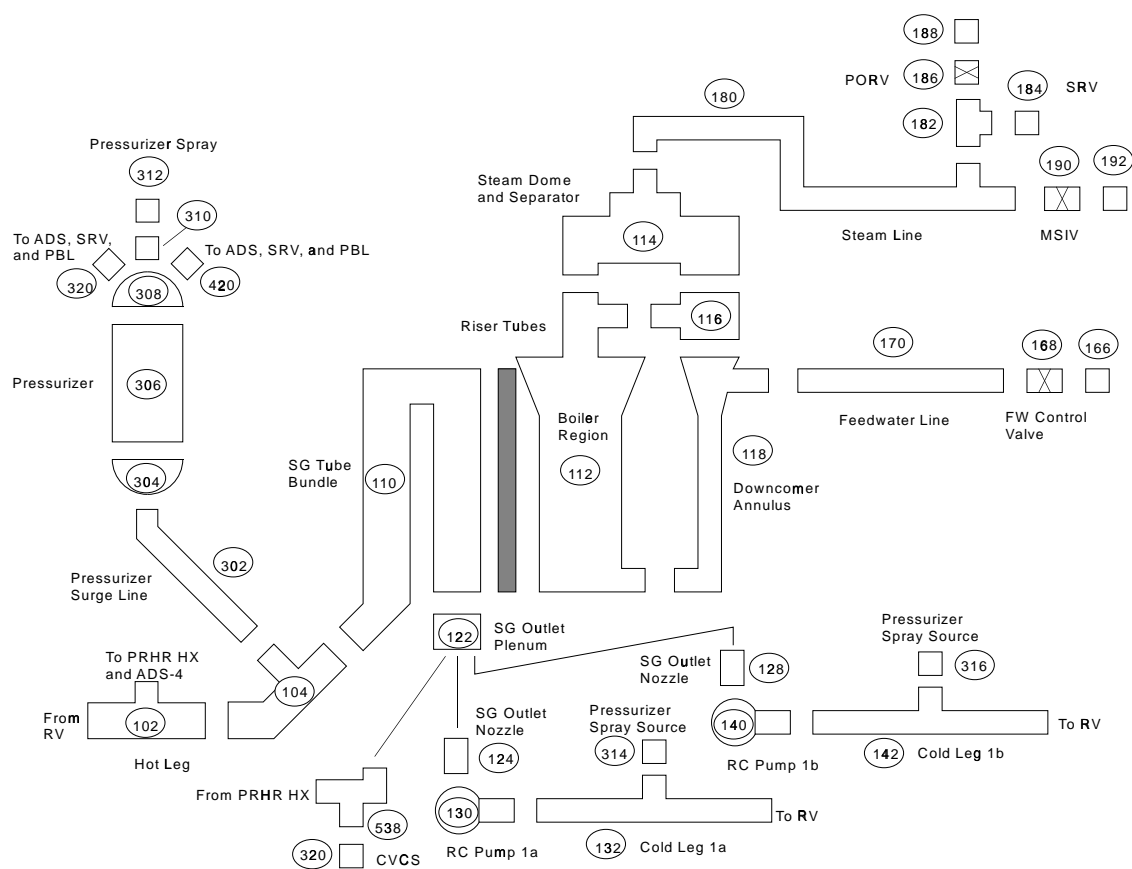 188
PORV
186
184
SRV
180
182
Pressurizer Spray
312
190
192
Steam Dome
and Separator
310
To ADS, SRV,
and PBL
To ADS, SRV, and PBL
114
Steam Line
MSIV
320
308
420
Riser Tubes
116
170
168
166
Pressurizer
306
Boiler
Region
Feedwater Line
FW Control
Valve
118
SG Tube
Bundle
110
112
304
Downcomer
Annulus
302
Pressurizer
Surge Line
122
SG Outlet
Plenum
Pressurizer
Spray Source
316
To PRHR HX
and ADS-4
SG Outlet
Nozzle
128
104
From
RV
102
SG Outlet
Nozzle
Pressurizer
Spray Source
140
To RV
Hot Leg
124
314
RC Pump 1b
142
Cold Leg 1b
From PRHR HX
130
To RV
538
320
CVCS
RC Pump 1a
132
Cold Leg 1a